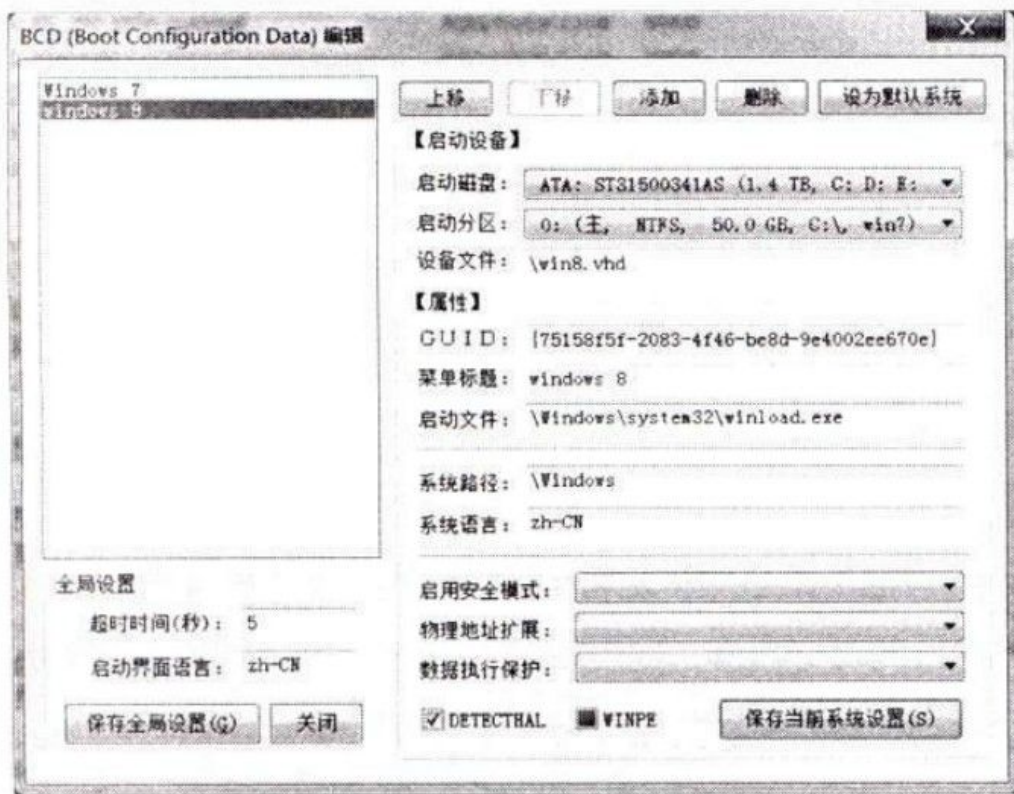 BCD (Boot Configuration Data) 编辑
Windows 7
windows 8
上移 下移 添加 删除 设为默认系统
【启动设备】
启动磁盘: ATA: ST31500341AS (1.4 TB, C: D: E:
启动分区: 0: (主, NTFS, 50.0 GB, C:\, win7)
设备文件: \win8.vhd
【属性】
GUID: {75158f5f-2083-4f46-be8d-9e4002ee670e}
菜单标题: windows 8
启动文件: \Windows\system32\winload.exe
系统路径: \Windows
系统语言: zh-CN
全局设置
超时时间(秒): 5
启动界面语言: zh-CN
保存全局设置(G) 关闭
启用安全模式:
物理地址扩展:
数据执行保护:
DETECTHAL WINPE 保存当前系统设置(S)